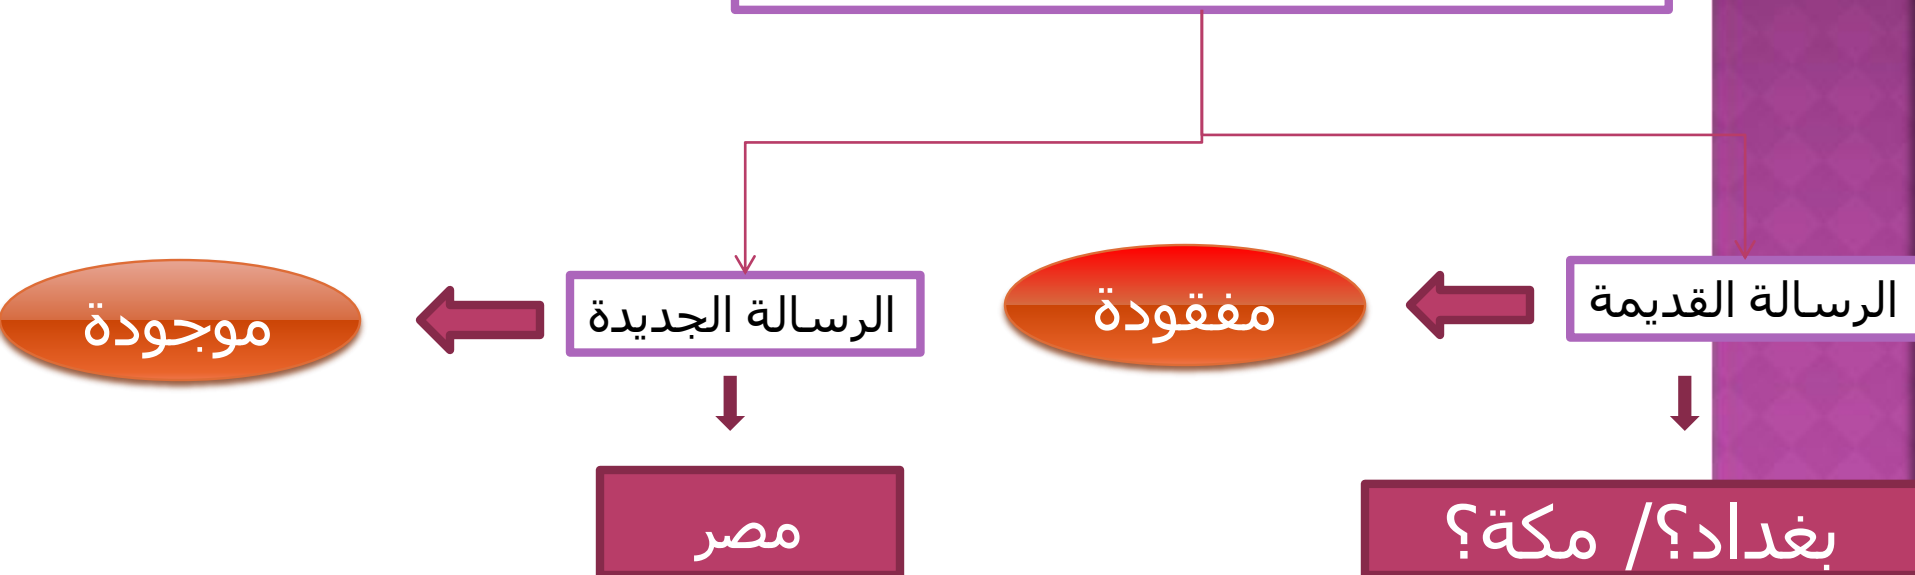 الرسالة القديمة
مفقودة
الرسالة الجديدة
موجودة
بغداد؟/ مكة؟
مصر